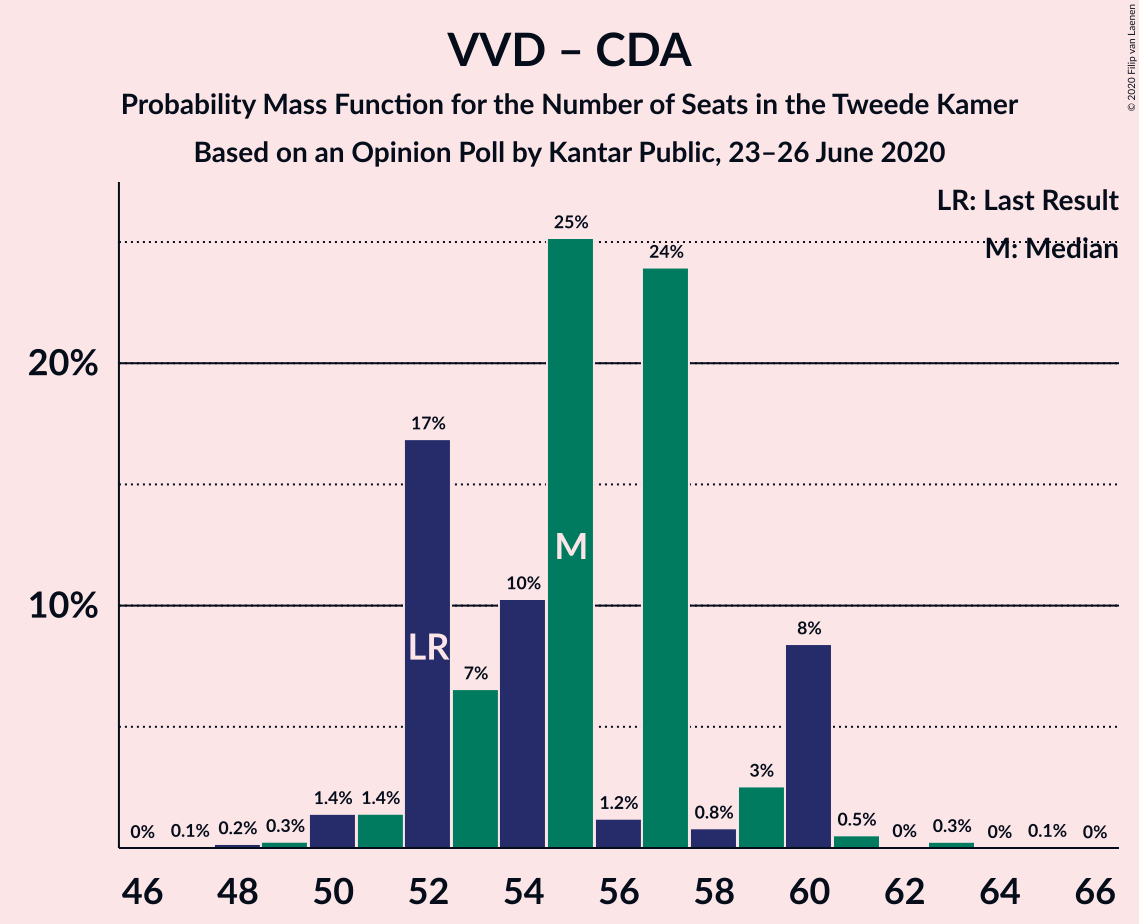 VVD – CDA
Probability Mass Function for the Number of Seats in the Tweede Kamer
Based on an Opinion Poll by Kantar Public, 23–26 June 2020
© 2020 Filip van Laenen
LR: Last Result
M: Median
20%
10%
0%
0.1%
0.2%
0.3%
1.4%
1.4%
17%
7%
10%
25%
1.2%
24%
0.8%
3%
8%
0.5%
0%
0.3%
0%
0.1%
0%
LR
M
46 48 50 52 54 56 58 60 62 64 66